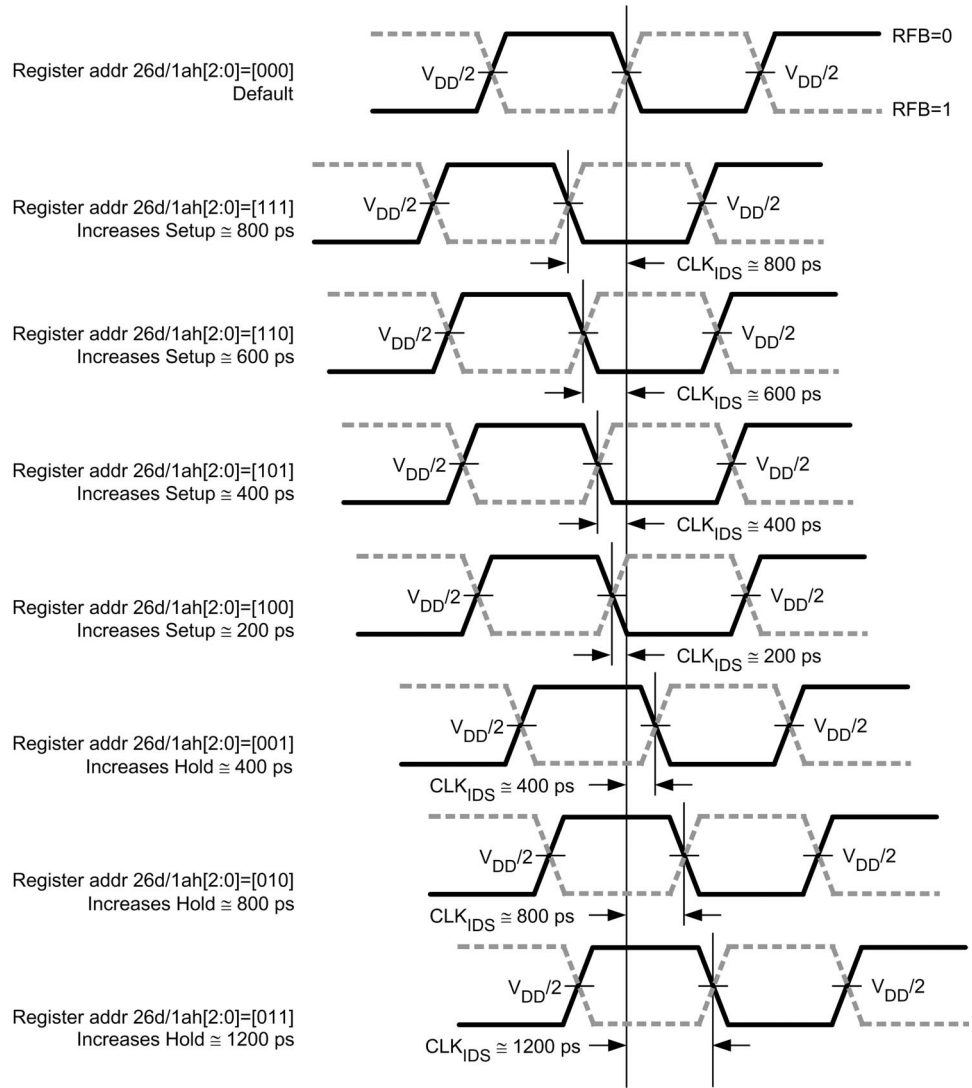 RFB=0
Register addr 26d/1ah[2:0]=[000]
Default
V_DD/2
V_DD/2
RFB=1
Register addr 26d/1ah[2:0]=[111]
Increases Setup ≅ 800 ps
V_DD/2
V_DD/2
CLK_IDS ≅ 800 ps
Register addr 26d/1ah[2:0]=[110]
Increases Setup ≅ 600 ps
V_DD/2
V_DD/2
CLK_IDS ≅ 600 ps
Register addr 26d/1ah[2:0]=[101]
Increases Setup ≅ 400 ps
V_DD/2
V_DD/2
CLK_IDS ≅ 400 ps
Register addr 26d/1ah[2:0]=[100]
Increases Setup ≅ 200 ps
V_DD/2
V_DD/2
CLK_IDS ≅ 200 ps
Register addr 26d/1ah[2:0]=[001]
Increases Hold ≅ 400 ps
V_DD/2
V_DD/2
CLK_IDS ≅ 400 ps
Register addr 26d/1ah[2:0]=[010]
Increases Hold ≅ 800 ps
V_DD/2
V_DD/2
CLK_IDS ≅ 800 ps
Register addr 26d/1ah[2:0]=[011]
Increases Hold ≅ 1200 ps
V_DD/2
V_DD/2
CLK_IDS ≅ 1200 ps